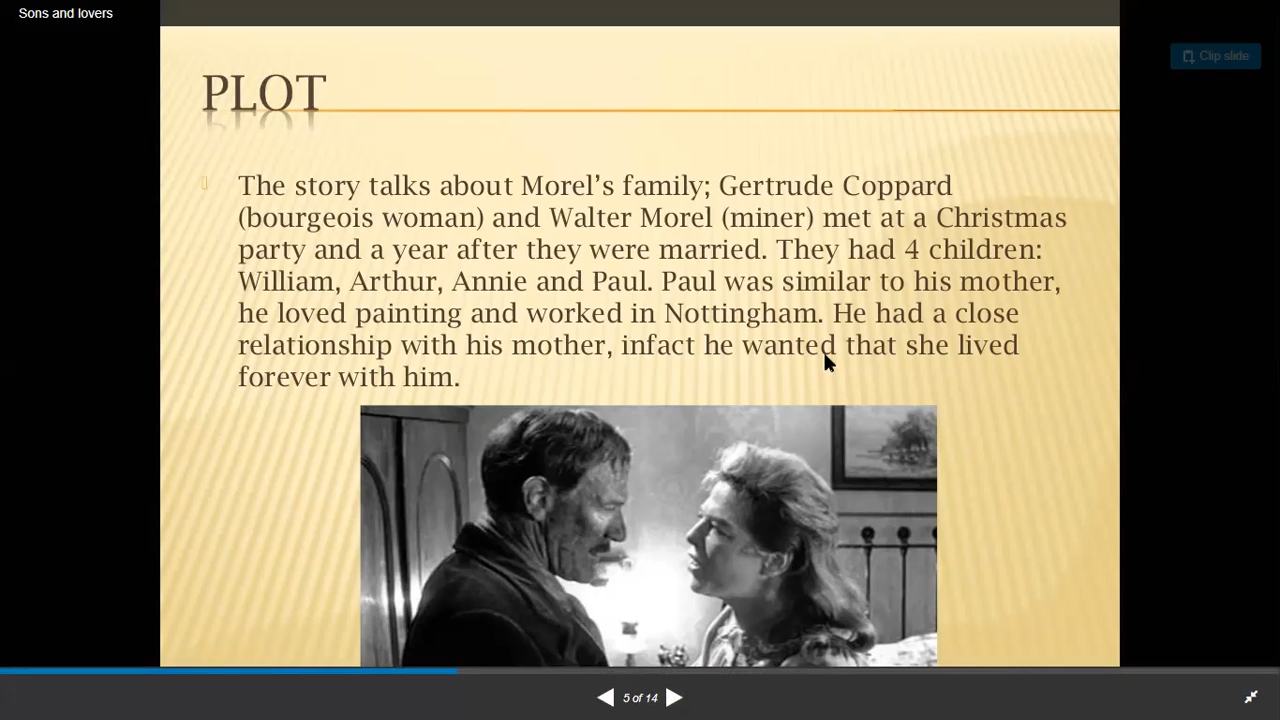 Sons and lovers
Clip slide
PLOT
The story talks about Morel's family; Gertrude Coppard
(bourgeois woman) and Walter Morel (miner) met at a Christmas
party and a year after they were married. They had 4 children:
William, Arthur, Annie and Paul. Paul was similar to his mother,
he loved painting and worked in Nottingham. He had a close
relationship with his mother, infact he wanted that she lived
forever with him.
5 of 14